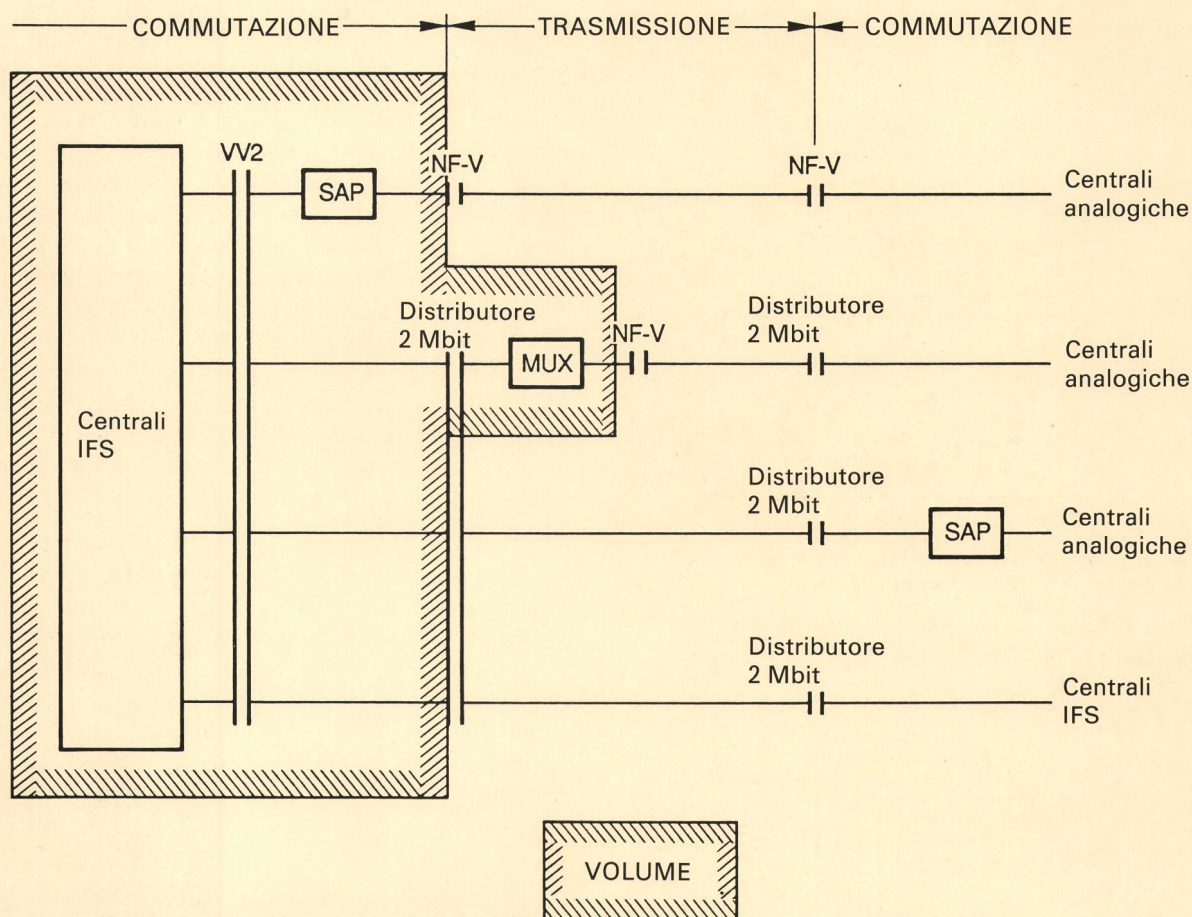 COMMUTAZIONE
TRASMISSIONE
COMMUTAZIONE
VV2
SAP
NF-V
NF-V
Centrali
analogiche
Distributore
2 Mbit
MUX
NF-V
Distributore
2 Mbit
Centrali
analogiche
Centrali
IFS
Distributore
2 Mbit
SAP
Centrali
analogiche
Distributore
2 Mbit
Centrali
IFS
VOLUME